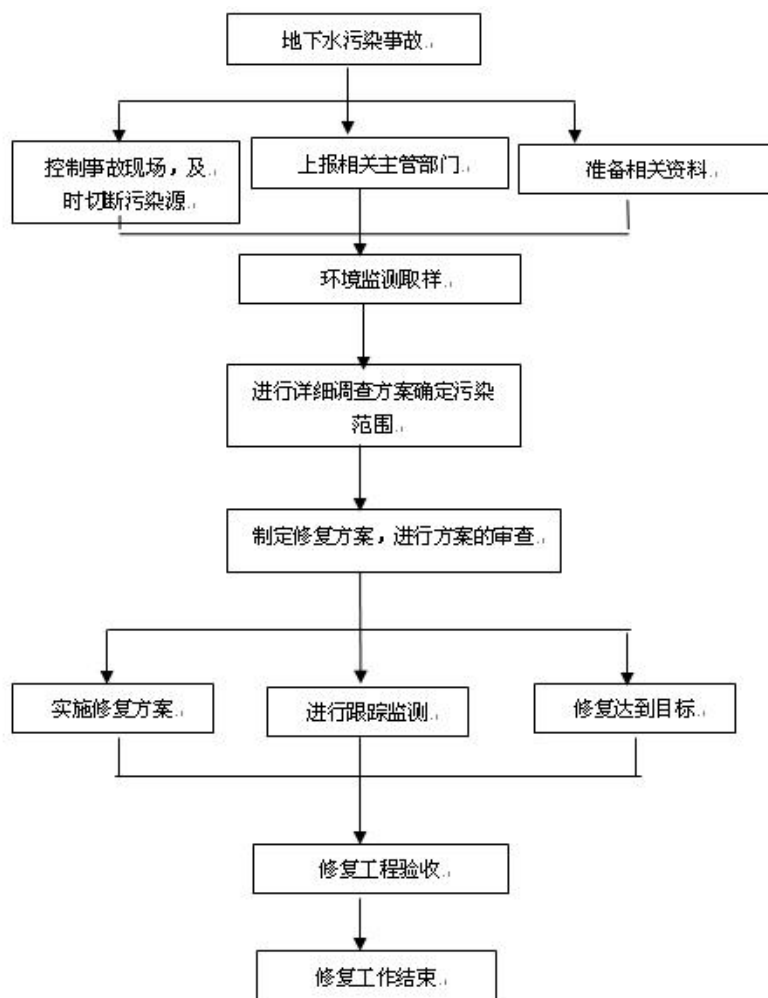 地下水污染事故
控制事故现场，及
时切断污染源
上报相关主管部门
准备相关资料
环境监测取样
进行详细调查方案确定污染
范围
制定修复方案，进行方案的审查
实施修复方案
进行跟踪监测
修复达到目标
修复工程验收
修复工作结束